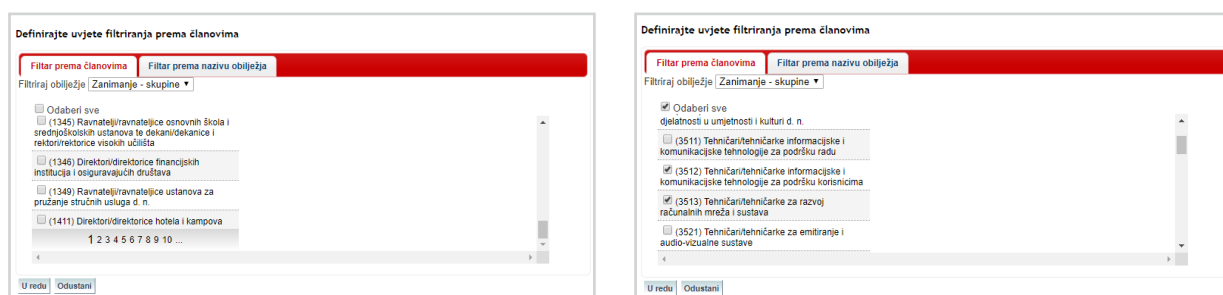 Definirajte uvjete filtriranja prema članovima
Filtar prema članovima Filtar prema nazivu obilježja
Filtriraj obilježje Zanimanje - skupine
Odaberi sve
(1345) Ravnatelji/ravnateljice osnovnih škola i
srednjoškolskih ustanova te dekani/dekanice i
rektori/rektorice visokih učilišta
(1346) Direktori/direktorice financijskih
institucija i osiguravajućih društava
(1349) Ravnatelji/ravnateljice ustanova za
pružanje stručnih usluga d. n.
(1411) Direktori/direktorice hotela i kampova
1 2 3 4 5 6 7 8 9 10 ...
U redu Odustani
Definirajte uvjete filtriranja prema članovima
Filtar prema članovima Filtar prema nazivu obilježja
Filtriraj obilježje Zanimanje - skupine
Odaberi sve
djelatnosti u umjetnosti i kulturi d. n.
(3511) Tehničari/tehničarke informacijske i
komunikacijske tehnologije za podršku radu
(3512) Tehničari/tehničarke informacijske i
komunikacijske tehnologije za podršku korisnicima
(3513) Tehničari/tehničarke za razvoj
računalnih mreža i sustava
(3521) Tehničari/tehničarke za emitiranje i
audio-vizualne sustave
U redu Odustani